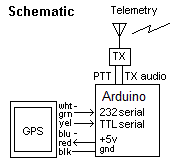 Schematic
Telemetry
TX
PTT TX audio
Arduino
wht-
grn 232 serial
yel TTL serial
GPS
blu -
red +5v
blk gnd